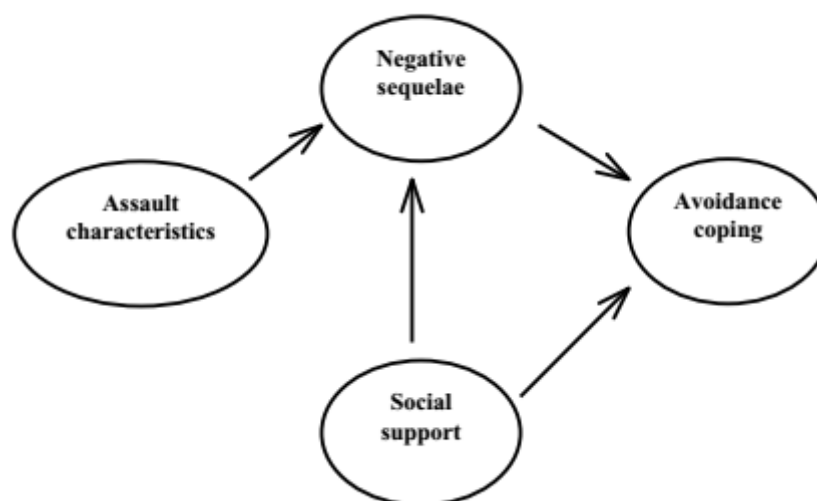 Negative
sequelae
Assault
characteristics
Avoidance
coping
Social
support